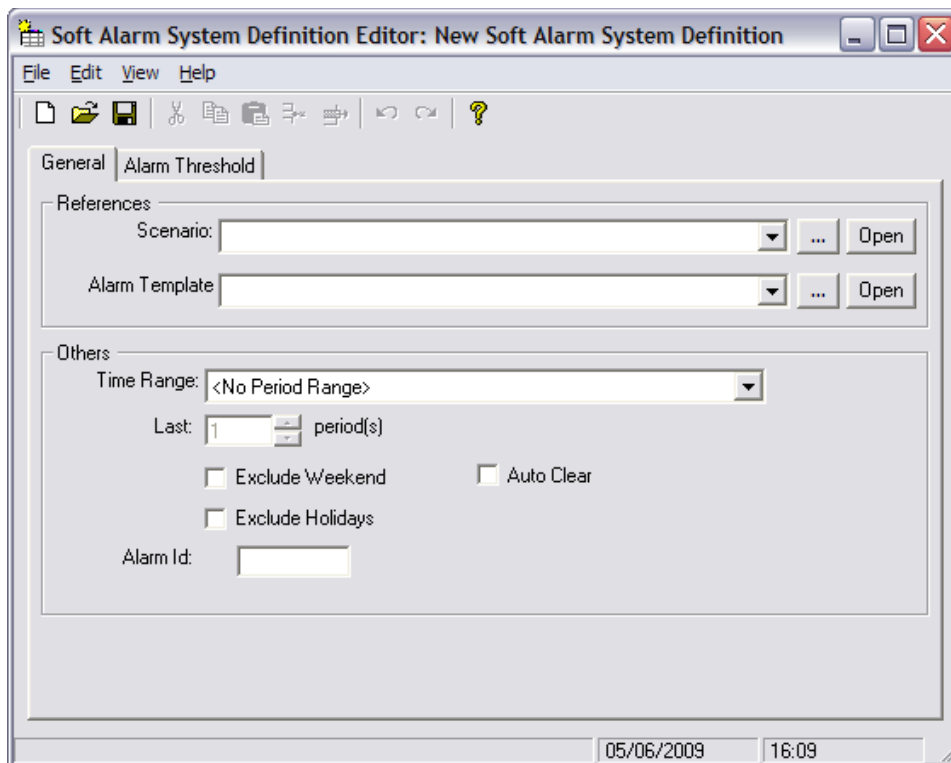 Soft Alarm System Definition Editor: New Soft Alarm System Definition
File Edit View Help
General Alarm Threshold
References
Scenario: ... Open
Alarm Template ... Open
Others
Time Range: <No Period Range>
Last: 1 period(s)
Exclude Weekend Auto Clear
Exclude Holidays
Alarm Id:
05/06/2009 16:09